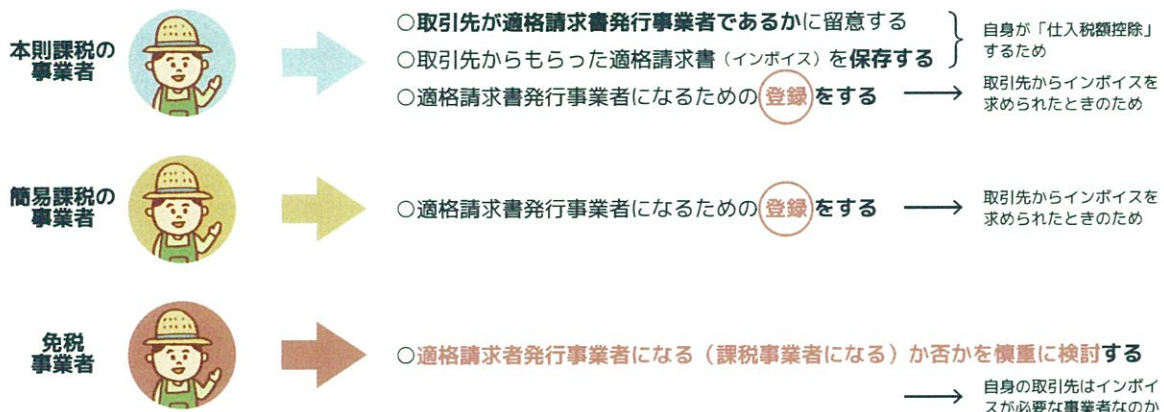 本則課税の
事業者
○取引先が適格請求書発行事業者であるかに留意する
○取引先からもらった適格請求書（インボイス）を保存する
自身が「仕入税額控除」
するため
○適格請求書発行事業者になるための登録をする
取引先からインボイスを
求められたときのため
簡易課税の
事業者
○適格請求書発行事業者になるための登録をする
取引先からインボイスを
求められたときのため
免税
事業者
○適格請求者発行事業者になる（課税事業者になる）か否かを慎重に検討する
自身の取引先はインボイ
スが必要な事業者なのか